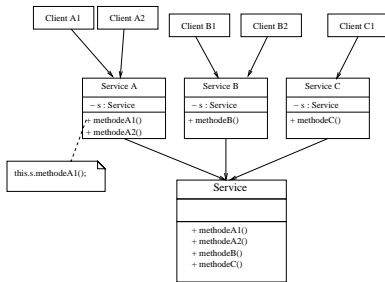 Client A1
Client A2
Client B1
Client B2
Client C1
Service A
− s : Service
+ methodeA1()
+ methodeA2()
Service B
− s : Service
+ methodeB()
Service C
− s : Service
+ methodeC()
this.s.methodeA1();
Service
+ methodeA1()
+ methodeA2()
+ methodeB()
+ methodeC()